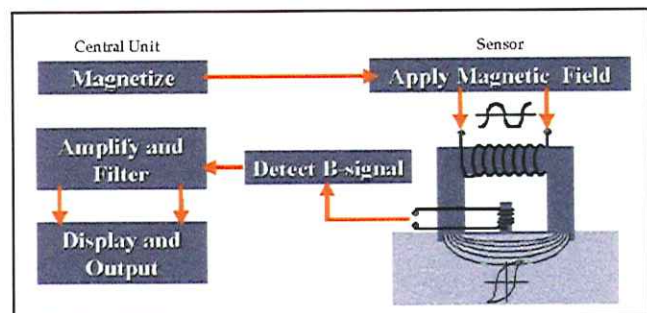 Central Unit
Sensor
Magnetize
Apply Magnetic Field
Amplify and
Filter
Detect B-signal
Display and
Output